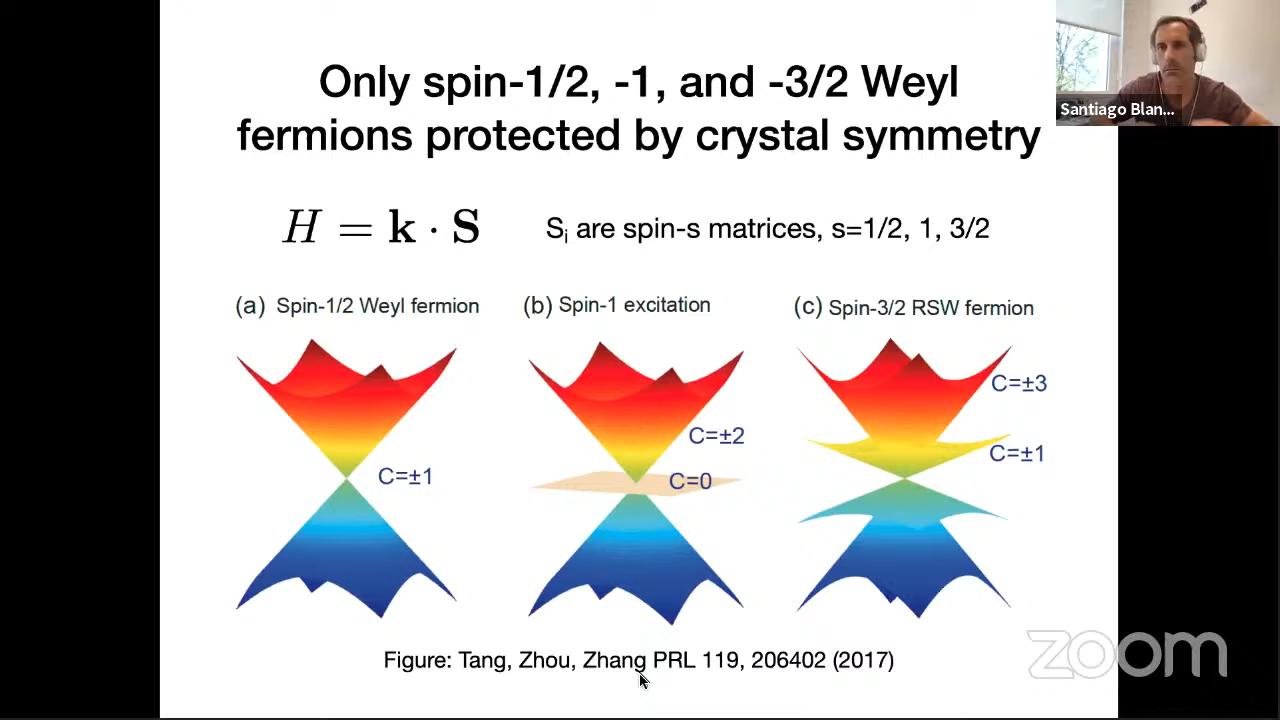 Only spin-1/2, -1, and -3/2 Weyl
fermions protected by crystal symmetry
Santiago Blan...
H = k · S
Sᵢ are spin-s matrices, s=1/2, 1, 3/2
(a) Spin-1/2 Weyl fermion
(b) Spin-1 excitation
(c) Spin-3/2 RSW fermion
C=±3
C=±2
C=±1
C=±1
C=0
Figure: Tang, Zhou, Zhang PRL 119, 206402 (2017)
zoom